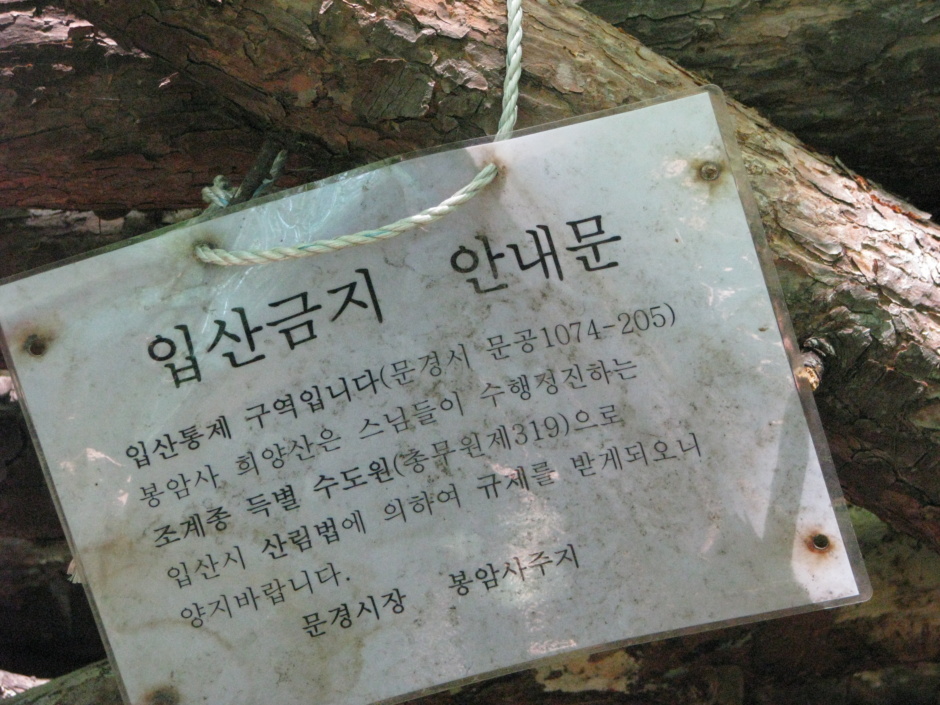 입산금지 안내문
입산통제 구역입니다(문경서 문공1074-205)
봉암사 희양산은 스님들이 수행정진하는
조계종 특별 수도원(총무원제319)으로
입산시 산림법에 의하여 규제를 받게되오니
양지바랍니다.
문경시장 봉암사주지